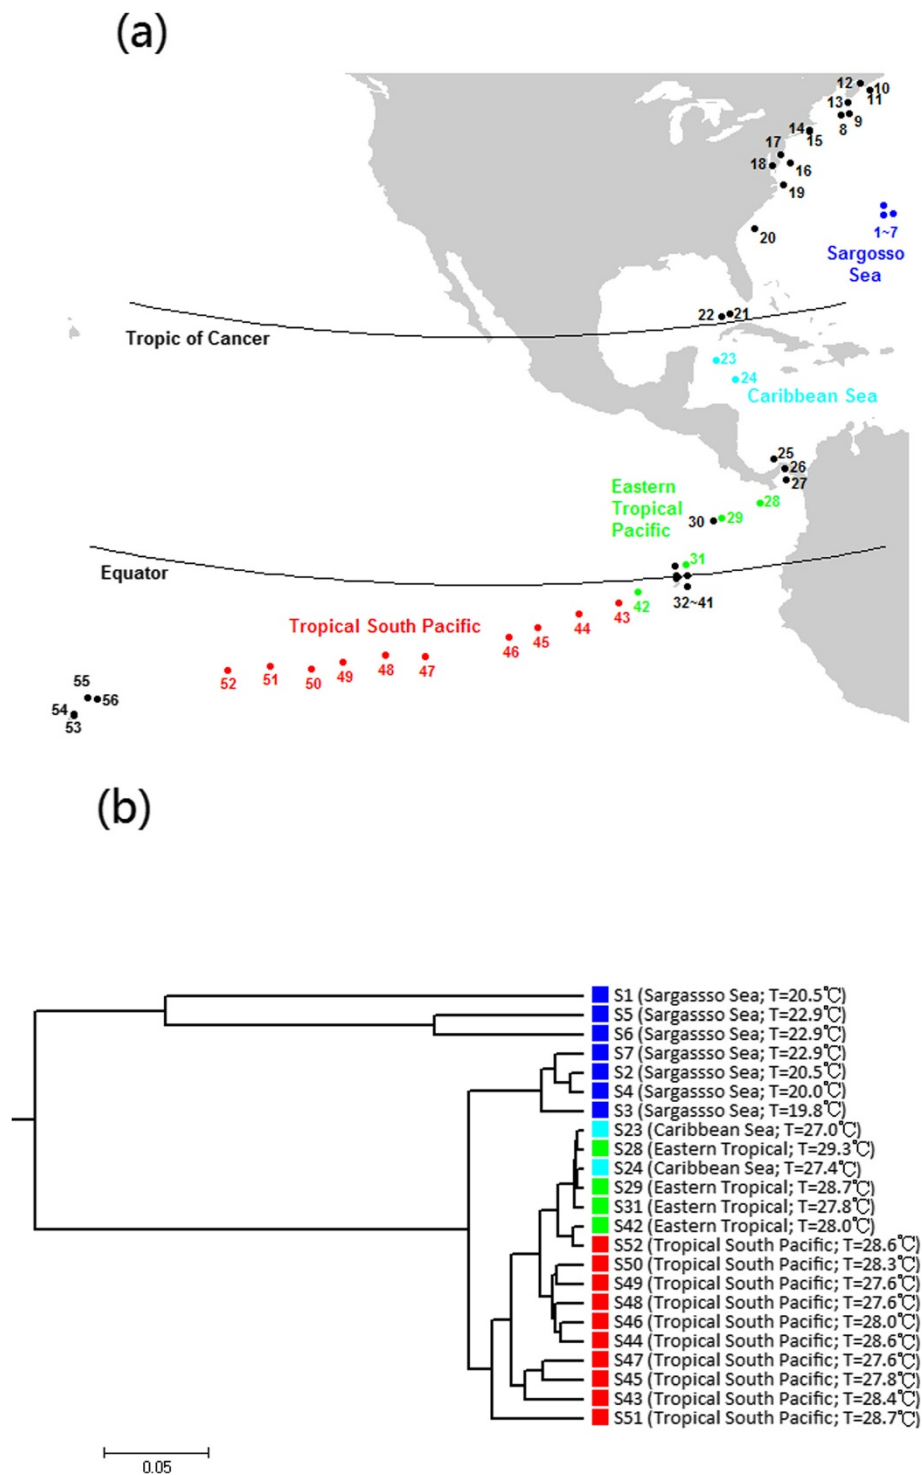 (a)
12
10
11
13
8
9
14
15
17
18
16
19
1~7
20
Sargosso
Sea
22
21
Tropic of Cancer
23
24
Caribbean Sea
25
26
27
Eastern
Tropical
Pacific
28
30
29
31
Equator
32~41
42
43
Tropical South Pacific
44
45
46
47
48
49
50
51
52
55
56
54
53
(b)
S1 (Sargassso Sea; T=20.5℃)
S5 (Sargassso Sea; T=22.9℃)
S6 (Sargassso Sea; T=22.9℃)
S7 (Sargassso Sea; T=22.9℃)
S2 (Sargassso Sea; T=20.5℃)
S4 (Sargassso Sea; T=20.0℃)
S3 (Sargassso Sea; T=19.8℃)
S23 (Caribbean Sea; T=27.0℃)
S28 (Eastern Tropical; T=29.3℃)
S24 (Caribbean Sea; T=27.4℃)
S29 (Eastern Tropical; T=28.7℃)
S31 (Eastern Tropical; T=27.8℃)
S42 (Eastern Tropical; T=28.0℃)
S52 (Tropical South Pacific; T=28.6℃)
S50 (Tropical South Pacific; T=28.3℃)
S49 (Tropical South Pacific; T=27.6℃)
S48 (Tropical South Pacific; T=27.6℃)
S46 (Tropical South Pacific; T=28.0℃)
S44 (Tropical South Pacific; T=28.6℃)
S47 (Tropical South Pacific; T=27.6℃)
S45 (Tropical South Pacific; T=27.8℃)
S43 (Tropical South Pacific; T=28.4℃)
S51 (Tropical South Pacific; T=28.7℃)
0.05